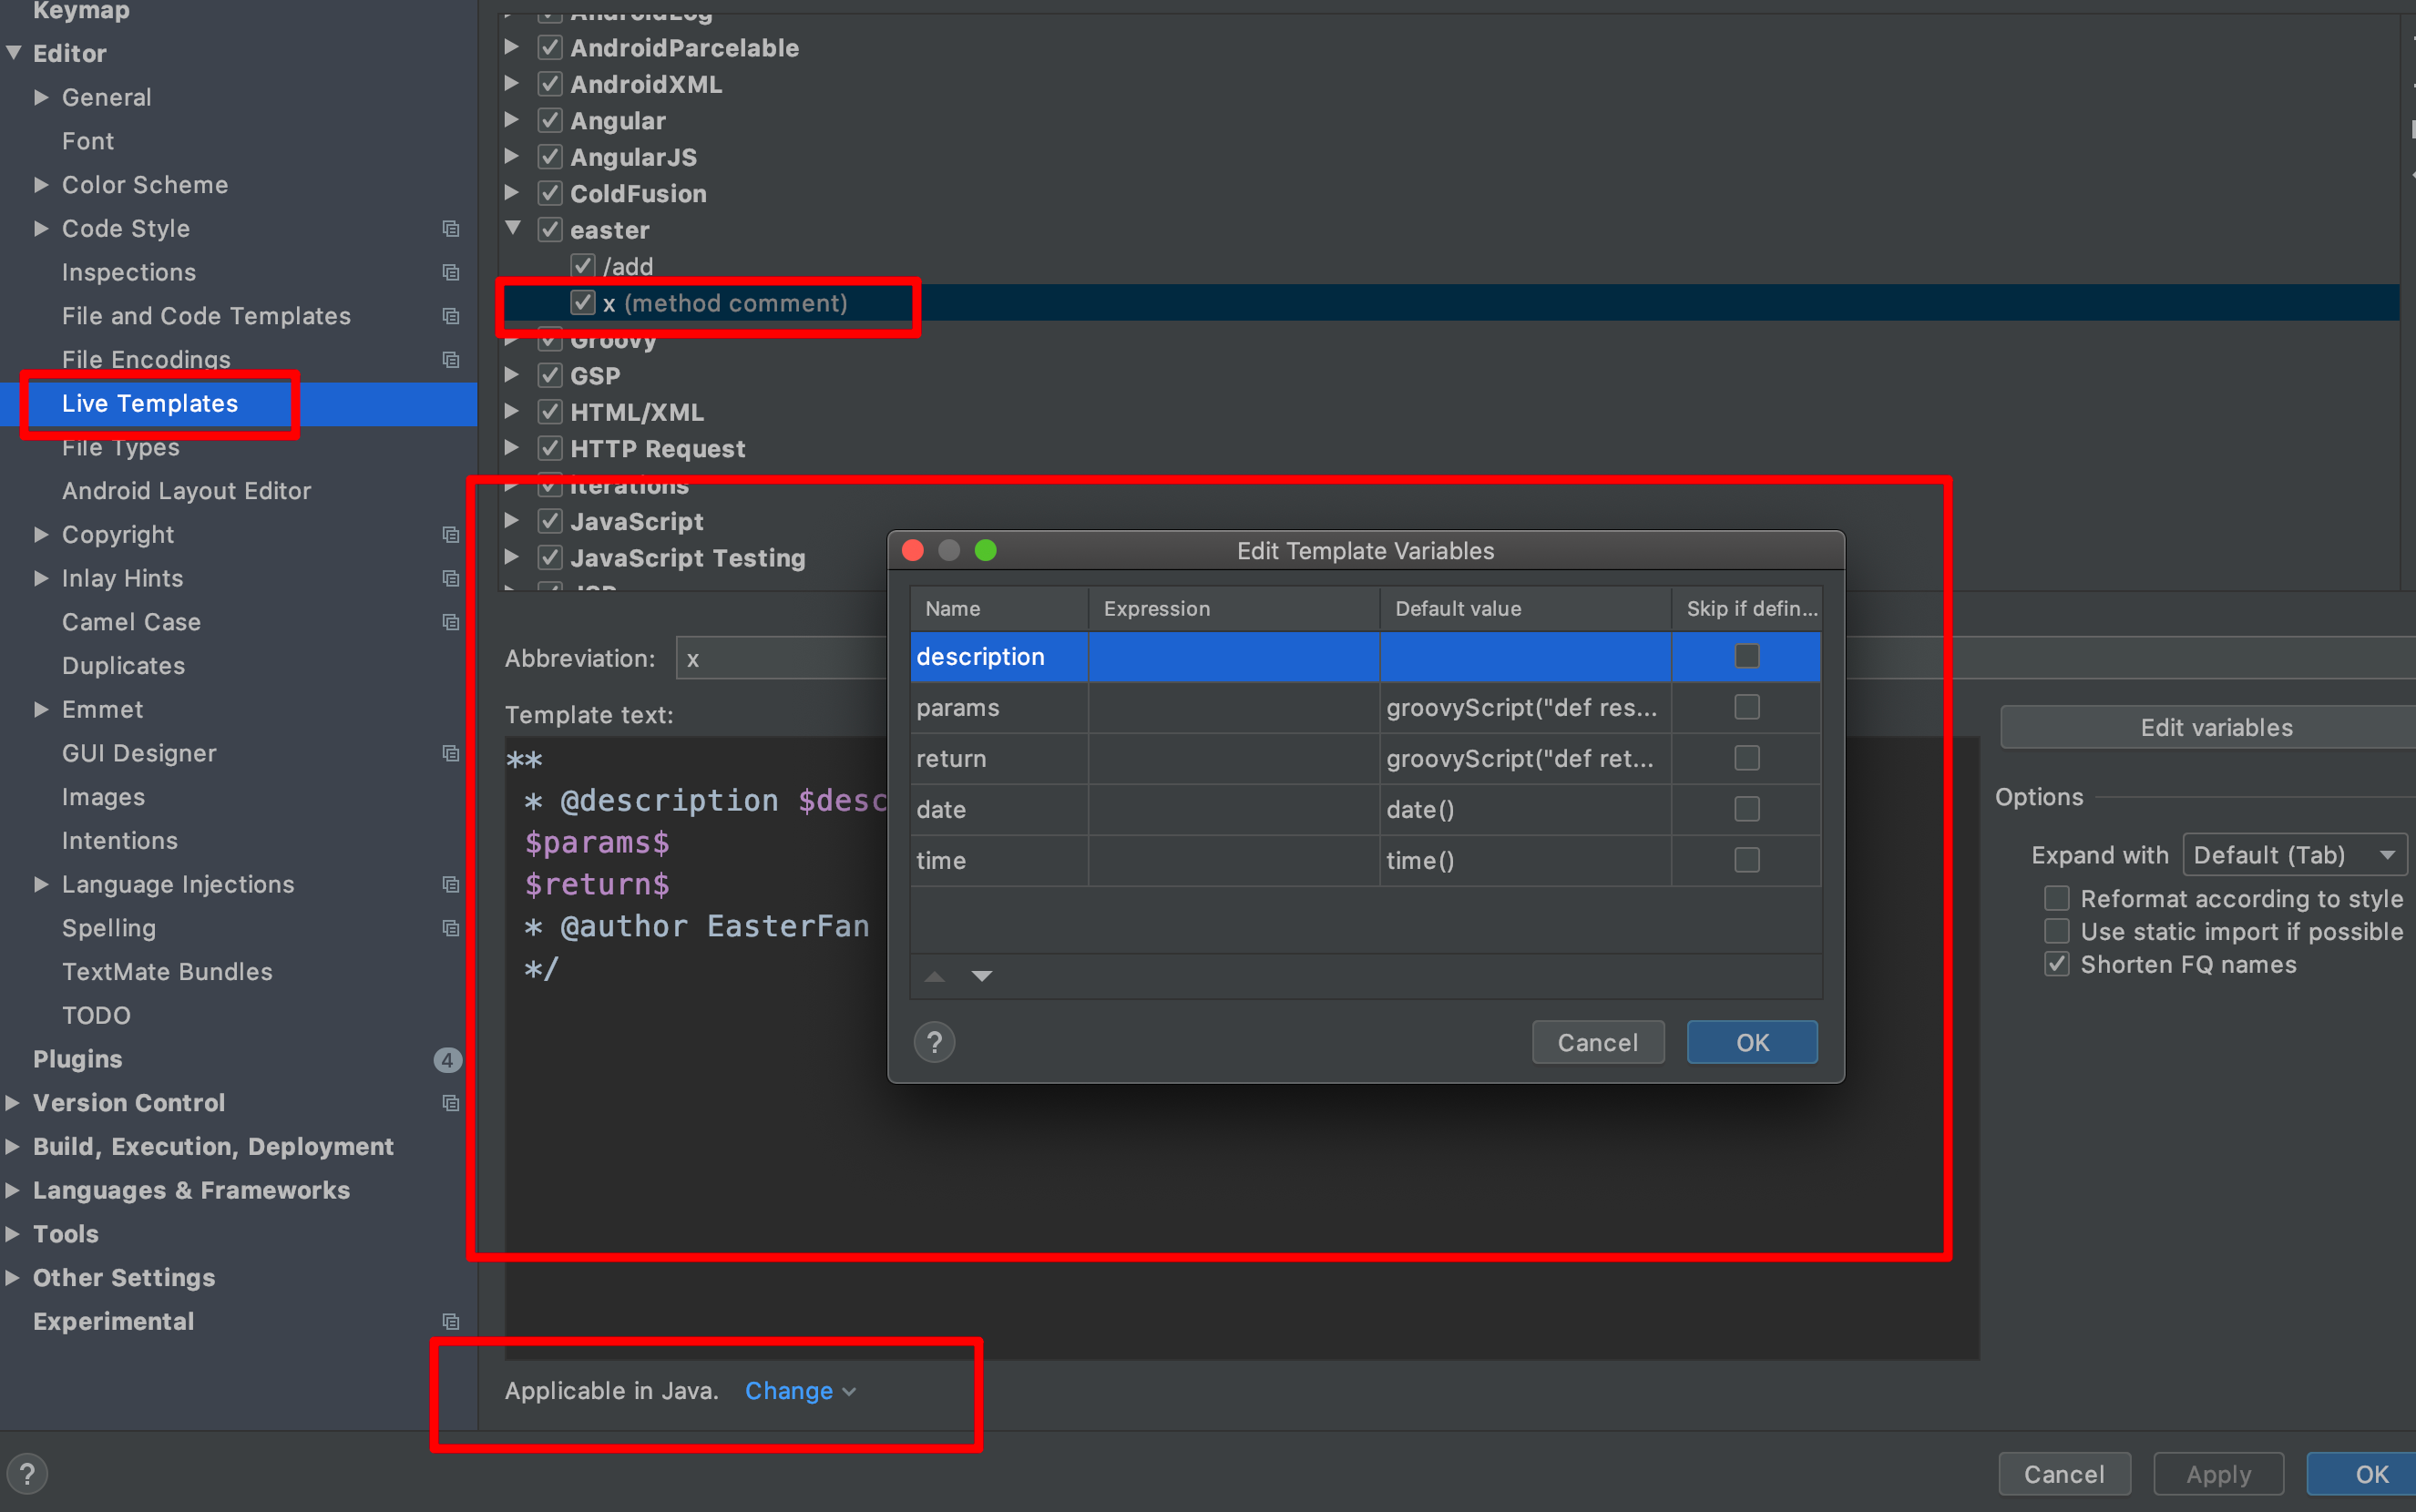 Keymap
Editor
General
Font
Color Scheme
Code Style
Inspections
File and Code Templates
File Encodings
Live Templates
File Types
Android Layout Editor
Copyright
Inlay Hints
Camel Case
Duplicates
Emmet
GUI Designer
Images
Intentions
Language Injections
Spelling
TextMate Bundles
TODO
Plugins 4
Version Control
Build, Execution, Deployment
Languages & Frameworks
Tools
Other Settings
Experimental
AndroidLog
AndroidParcelable
AndroidXML
Angular
AngularJS
ColdFusion
easter
/add
x (method comment)
Groovy
GSP
HTML/XML
HTTP Request
iterations
JavaScript
JavaScript Testing
JSP
Abbreviation: x
Template text:
**
* @description $desc
$params$
$return$
* @author EasterFan
*/
Edit Template Variables
Name Expression Default value Skip if defin...
description
params groovyScript("def res...
return groovyScript("def ret...
date date()
time time()
? Cancel OK
Edit variables
Options
Expand with Default (Tab)
Reformat according to style
Use static import if possible
Shorten FQ names
Applicable in Java. Change
? Cancel Apply OK